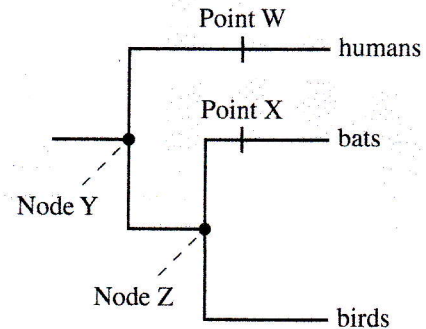 Point W
humans
Point X
bats
Node Y
Node Z
birds